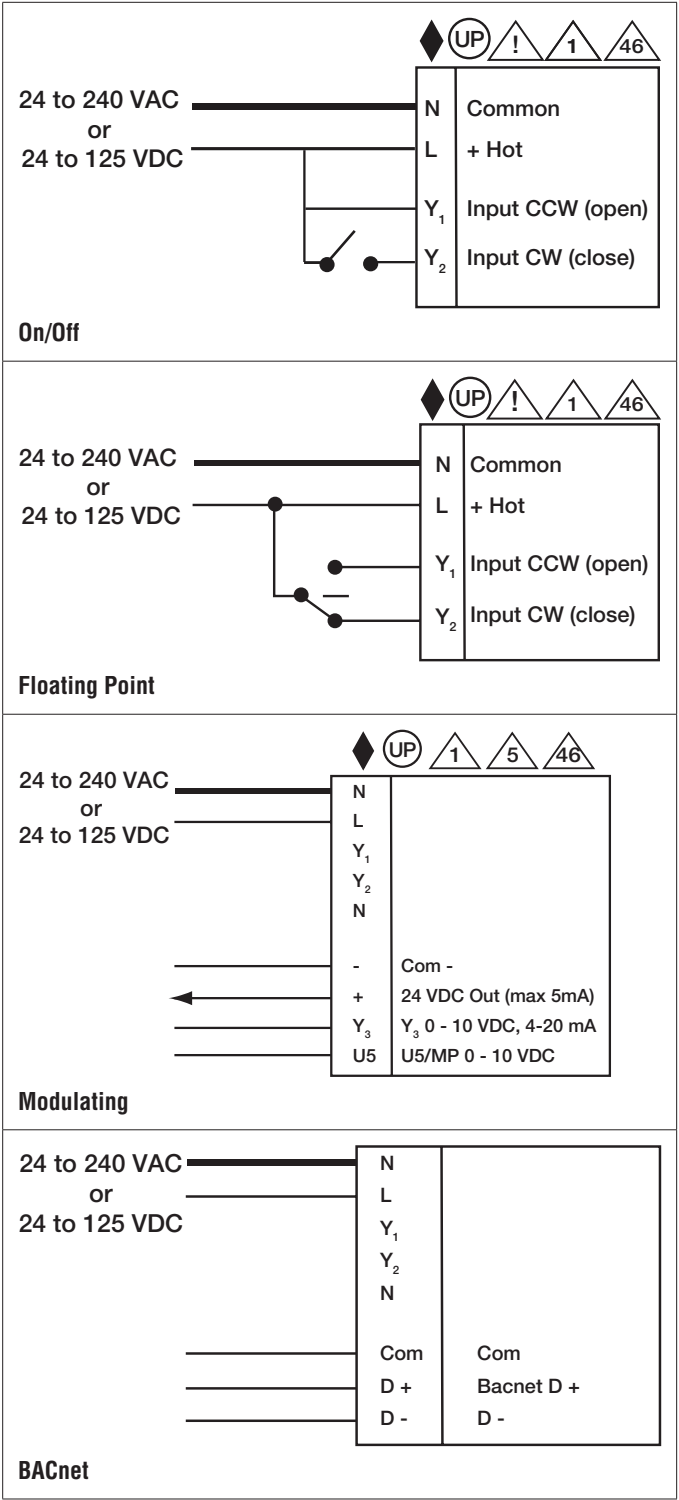 UP ! 1 46
24 to 240 VAC
or
24 to 125 VDC
N Common
L + Hot
Y1 Input CCW (open)
Y2 Input CW (close)
On/Off
UP ! 1 46
24 to 240 VAC
or
24 to 125 VDC
N Common
L + Hot
Y1 Input CCW (open)
Y2 Input CW (close)
Floating Point
UP 1 5 46
24 to 240 VAC
or
24 to 125 VDC
N
L
Y1
Y2
N
- Com -
+ 24 VDC Out (max 5mA)
Y3 Y3 0 - 10 VDC, 4-20 mA
U5 U5/MP 0 - 10 VDC
Modulating
24 to 240 VAC
or
24 to 125 VDC
N
L
Y1
Y2
N
Com Com
D + Bacnet D +
D - D -
BACnet